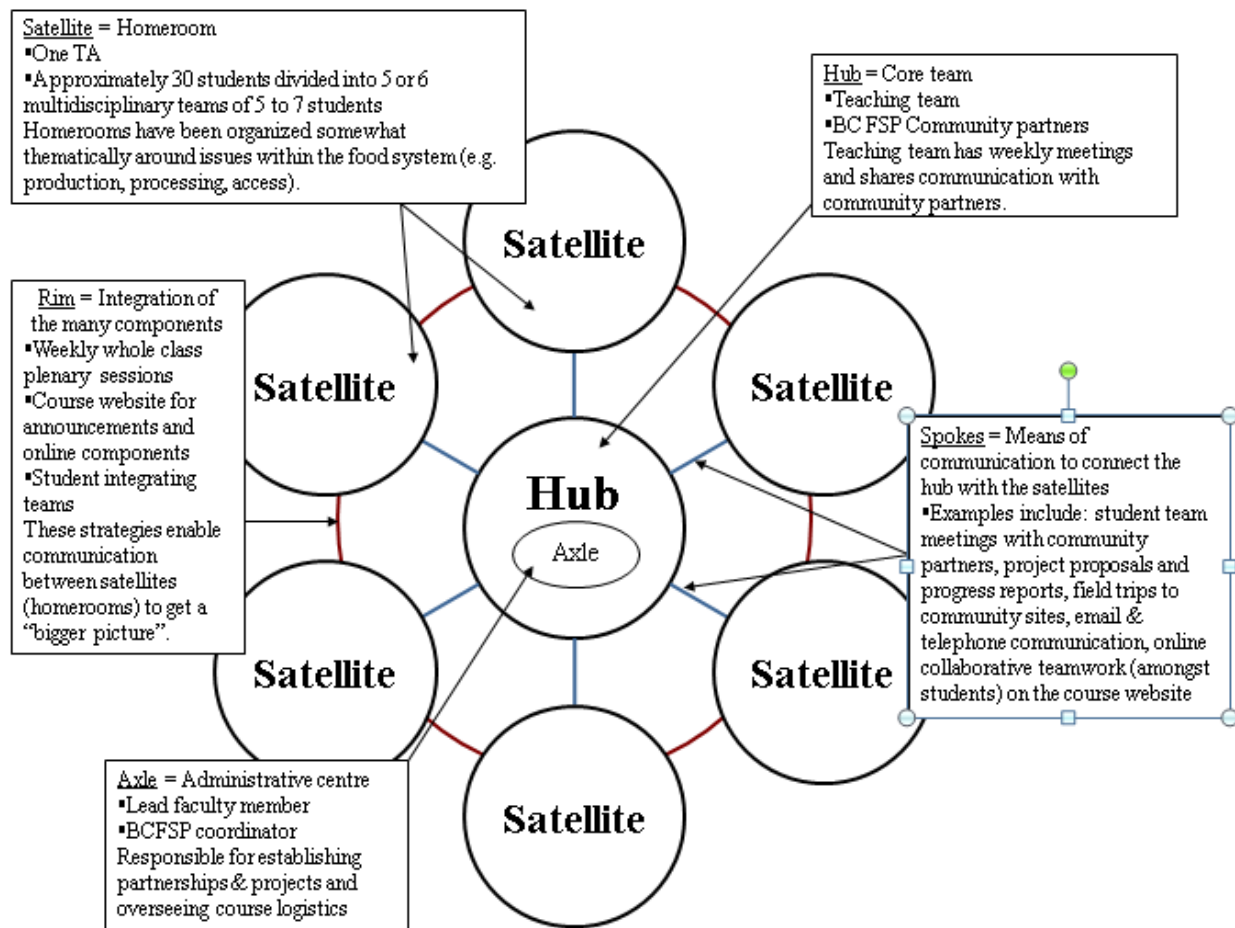 Satellite = Homeroom
▪One TA
▪Approximately 30 students divided into 5 or 6
multidisciplinary teams of 5 to 7 students
Homerooms have been organized somewhat
thematically around issues within the food system (e.g.
production, processing, access).
Hub = Core team
▪Teaching team
▪BC FSP Community partners
Teaching team has weekly meetings
and shares communication with
community partners.
Satellite
Rim = Integration of
the many components
▪Weekly whole class
plenary sessions
▪Course website for
announcements and
online components
▪Student integrating
teams
These strategies enable
communication
between satellites
(homerooms) to get a
“bigger picture”.
Satellite
Satellite
Hub
Axle
Spokes = Means of
communication to connect the
hub with the satellites
▪Examples include: student team
meetings with community
partners, project proposals and
progress reports, field trips to
community sites, email &
telephone communication, online
collaborative teamwork (amongst
students) on the course website
Satellite
Satellite
Satellite
Axle = Administrative centre
▪Lead faculty member
▪BCFSP coordinator
Responsible for establishing
partnerships & projects and
overseeing course logistics